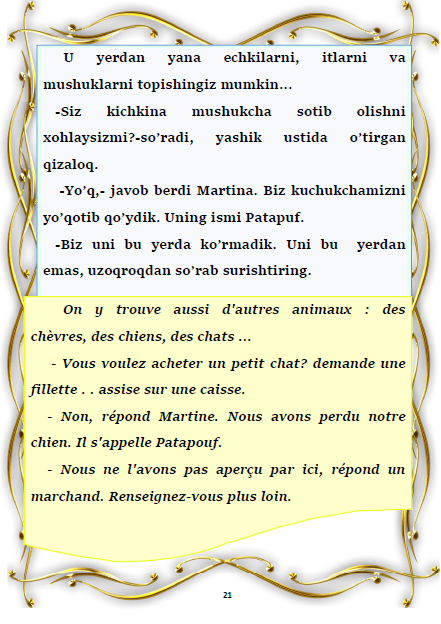 U yerdan yana echkilarni, itlarni va
mushuklarni topishingiz mumkin...
-Siz kichkina mushukcha sotib olishni
xohlaysizmi?-so’radi, yashik ustida o’tirgan
qizaloq.
-Yo’q,- javob berdi Martina. Biz kuchukchamizni
yo’qotib qo’ydik. Uning ismi Patapuf.
-Biz uni bu yerda ko’rmadik. Uni bu yerdan
emas, uzoqroqdan so’rab surishtiring.
On y trouve aussi d'autres animaux : des
chèvres, des chiens, des chats ...
- Vous voulez acheter un petit chat? demande une
fillette . . assise sur une caisse.
- Non, répond Martine. Nous avons perdu notre
chien. Il s'appelle Patapouf.
- Nous ne l'avons pas aperçu par ici, répond un
marchand. Renseignez-vous plus loin.
21